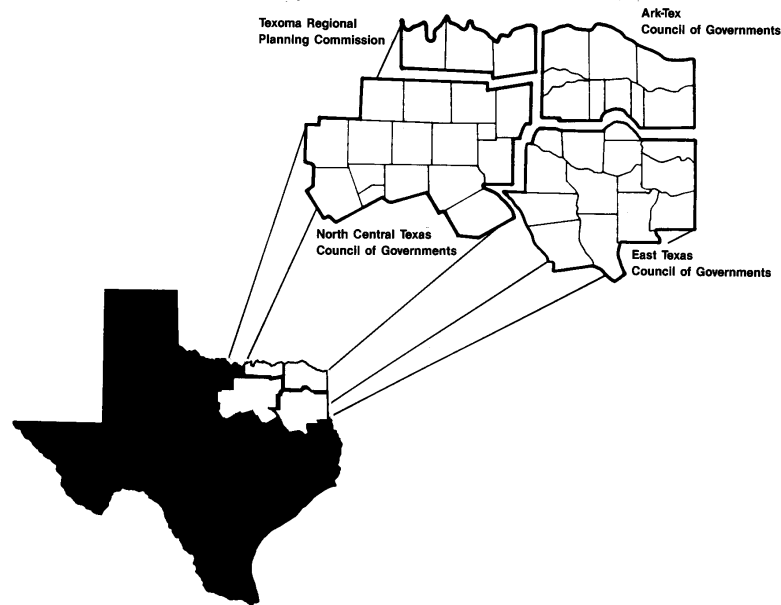 Texoma Regional
Planning Commission
Ark-Tex
Council of Governments
North Central Texas
Council of Governments
East Texas
Council of Governments